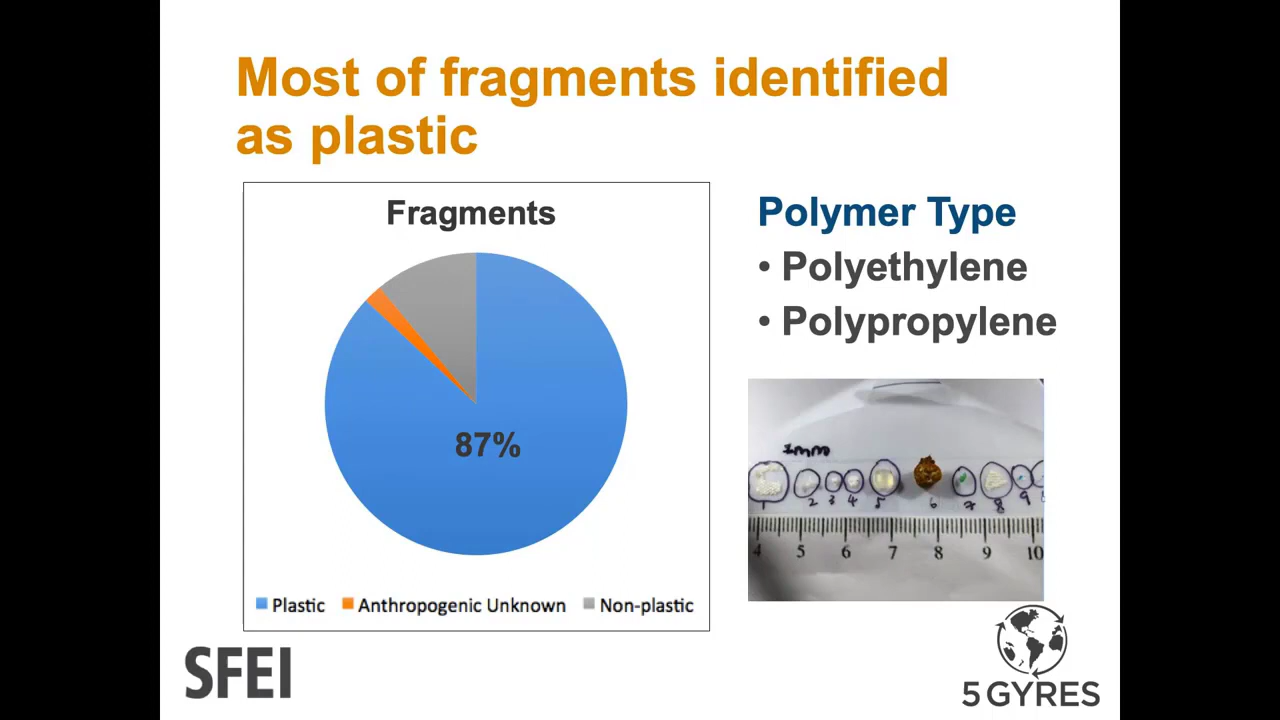 Most of fragments identified
as plastic
Fragments
87%
Plastic
Anthropogenic Unknown
Non-plastic
Polymer Type
• Polyethylene
• Polypropylene
1 2 3 4 5 6 7 8 9
4 5 6 7 8 9 10
SFEI
5 GYRES